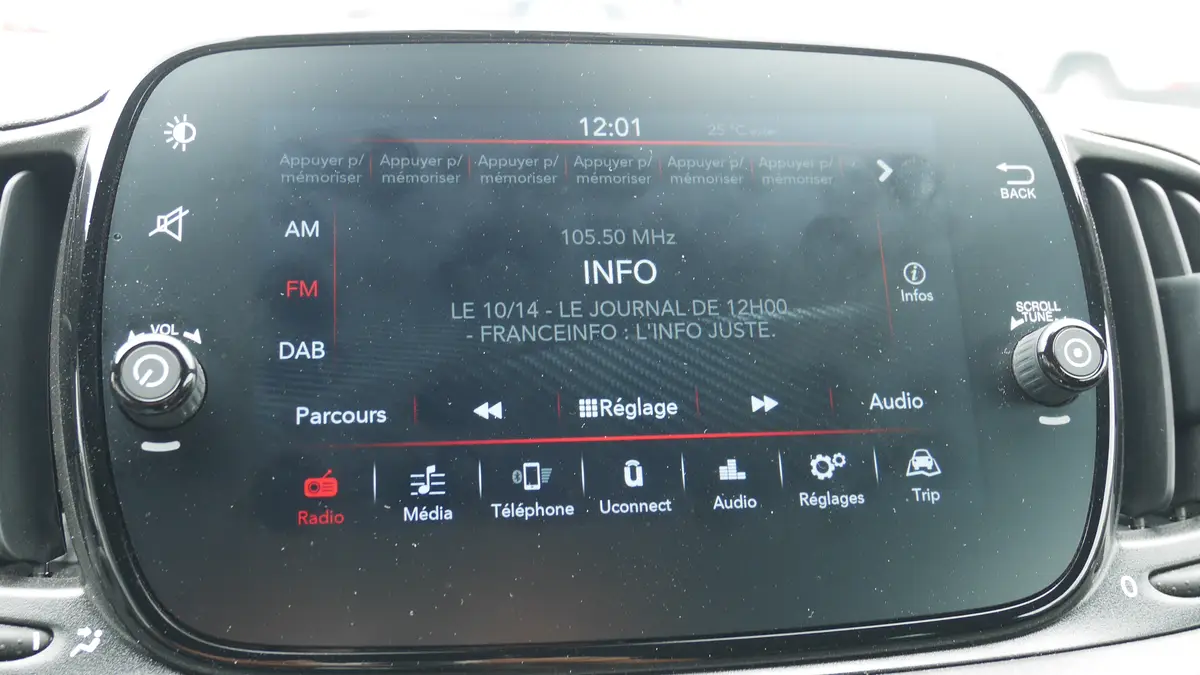 12:01
25 °C
Appuyer p/ Appuyer p/ Appuyer p/ Appuyer p/ Appuyer p/ Appuyer p/
mémoriser mémoriser mémoriser mémoriser mémoriser mémoriser
BACK
AM
105.50 MHz
INFO
FM
Infos
LE 10/14 - LE JOURNAL DE 12H00
- FRANCEINFO : L'INFO JUSTE.
VOL
SCROLL
TUNE
DAB
Parcours Réglage Audio
Radio Média Téléphone Uconnect Audio Réglages Trip
0